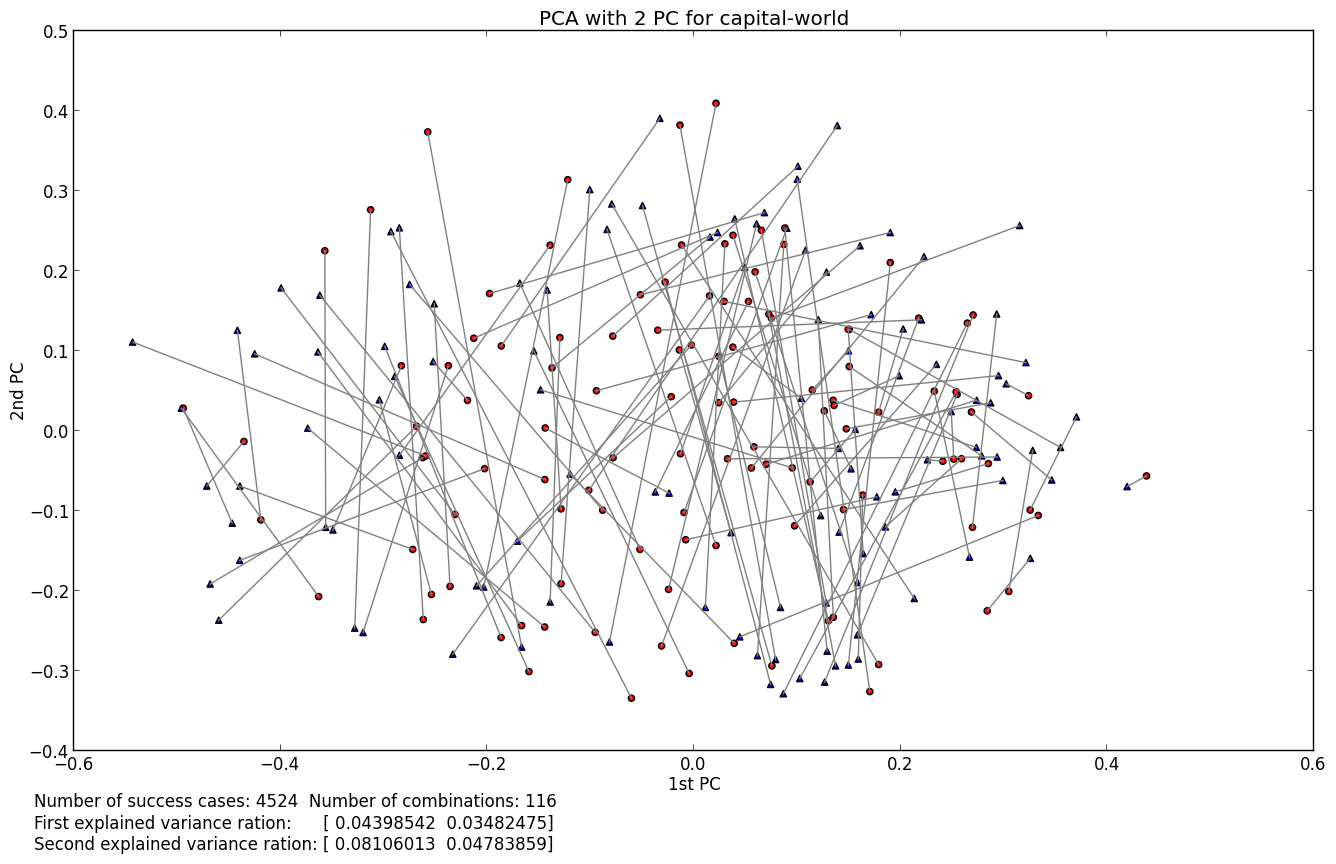 PCA with 2 PC for capital-world
0.5
0.4
0.3
0.2
0.1
0.0
−0.1
−0.2
−0.3
−0.4
2nd PC
−0.6 −0.4 −0.2 0.0 0.2 0.4 0.6
1st PC
Number of success cases: 4524 Number of combinations: 116
First explained variance ration: [ 0.04398542 0.03482475]
Second explained variance ration: [ 0.08106013 0.04783859]